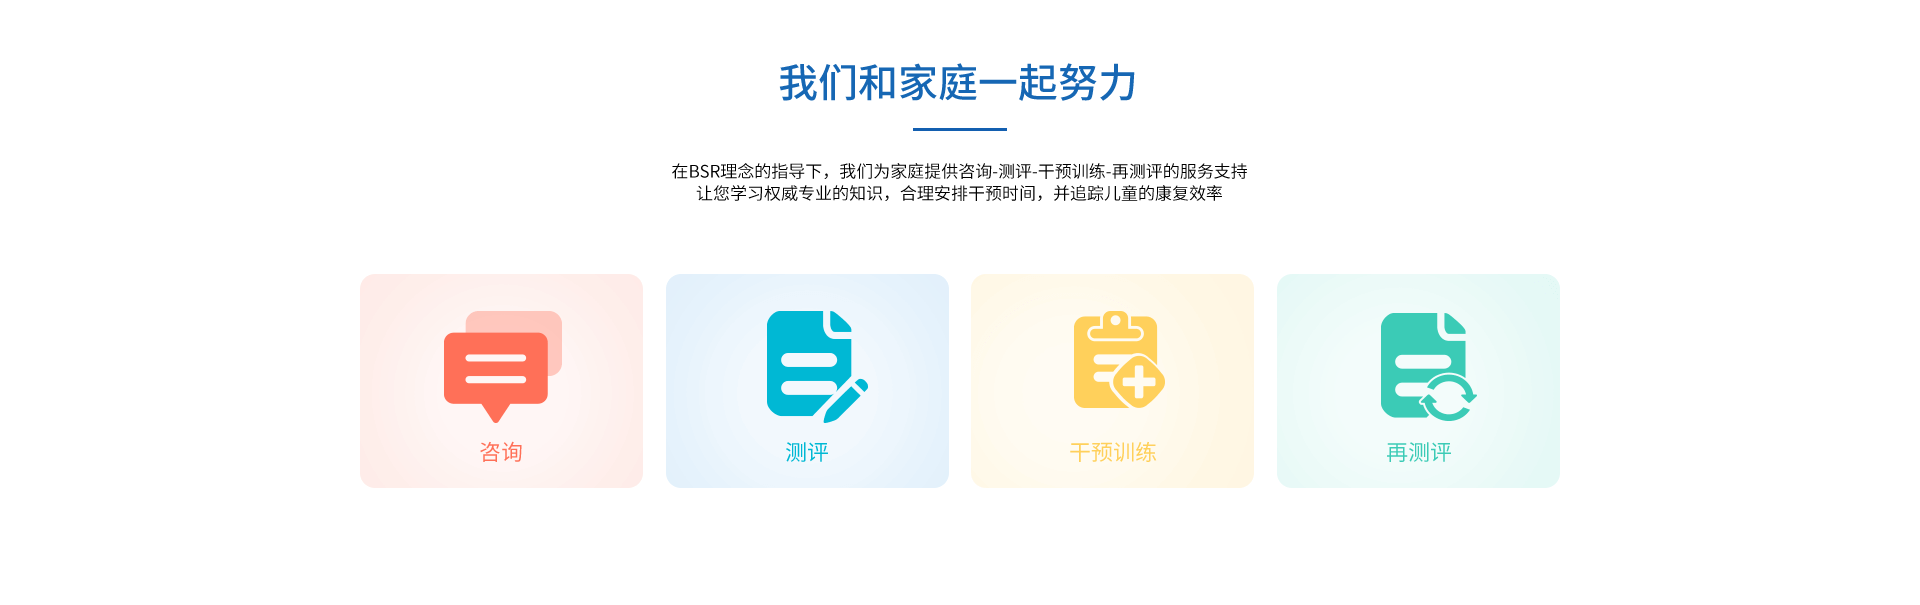 我们和家庭一起努力
在BSR理念的指导下，我们为家庭提供咨询-测评-干预训练-再测评的服务支持
让您学习权威专业的知识，合理安排干预时间，并追踪儿童的康复效率
咨询
测评
干预训练
再测评